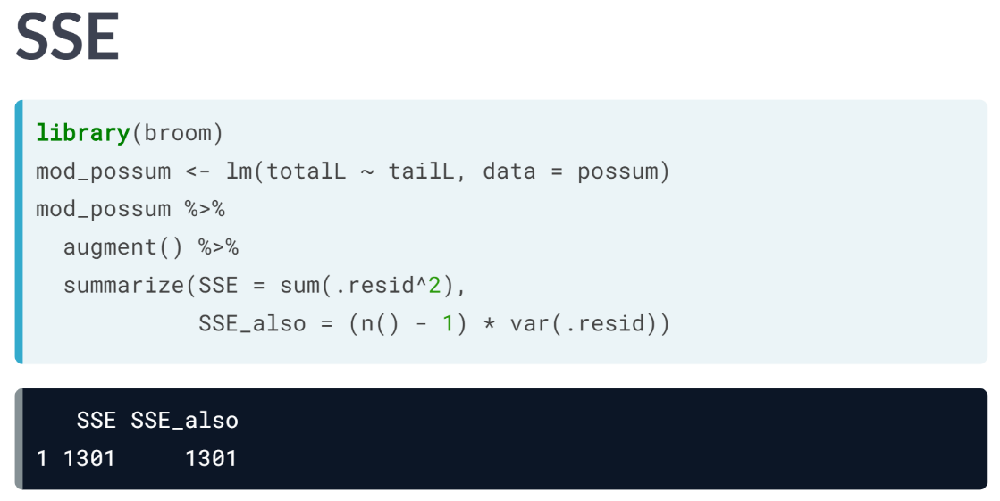 SSE
library(broom)
mod_possum <- lm(totalL ~ tailL, data = possum)
mod_possum %>%
  augment() %>%
  summarize(SSE = sum(.resid^2),
            SSE_also = (n() - 1) * var(.resid))
   SSE SSE_also
1 1301     1301